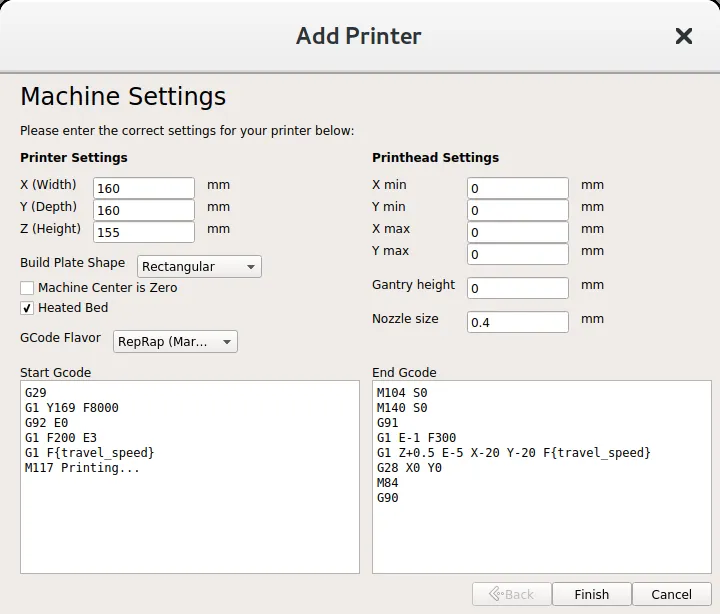 Add Printer
Machine Settings
Please enter the correct settings for your printer below:
Printer Settings
X (Width) 160 mm
Y (Depth) 160 mm
Z (Height) 155 mm
Build Plate Shape Rectangular
Machine Center is Zero
Heated Bed
GCode Flavor RepRap (Mar...
Printhead Settings
X min 0 mm
Y min 0 mm
X max 0 mm
Y max 0 mm
Gantry height 0 mm
Nozzle size 0.4 mm
Start Gcode
G29
G1 Y169 F8000
G92 E0
G1 F200 E3
G1 F{travel_speed}
M117 Printing...
End Gcode
M104 S0
M140 S0
G91
G1 E-1 F300
G1 Z+0.5 E-5 X-20 Y-20 F{travel_speed}
G28 X0 Y0
M84
G90
Back Finish Cancel